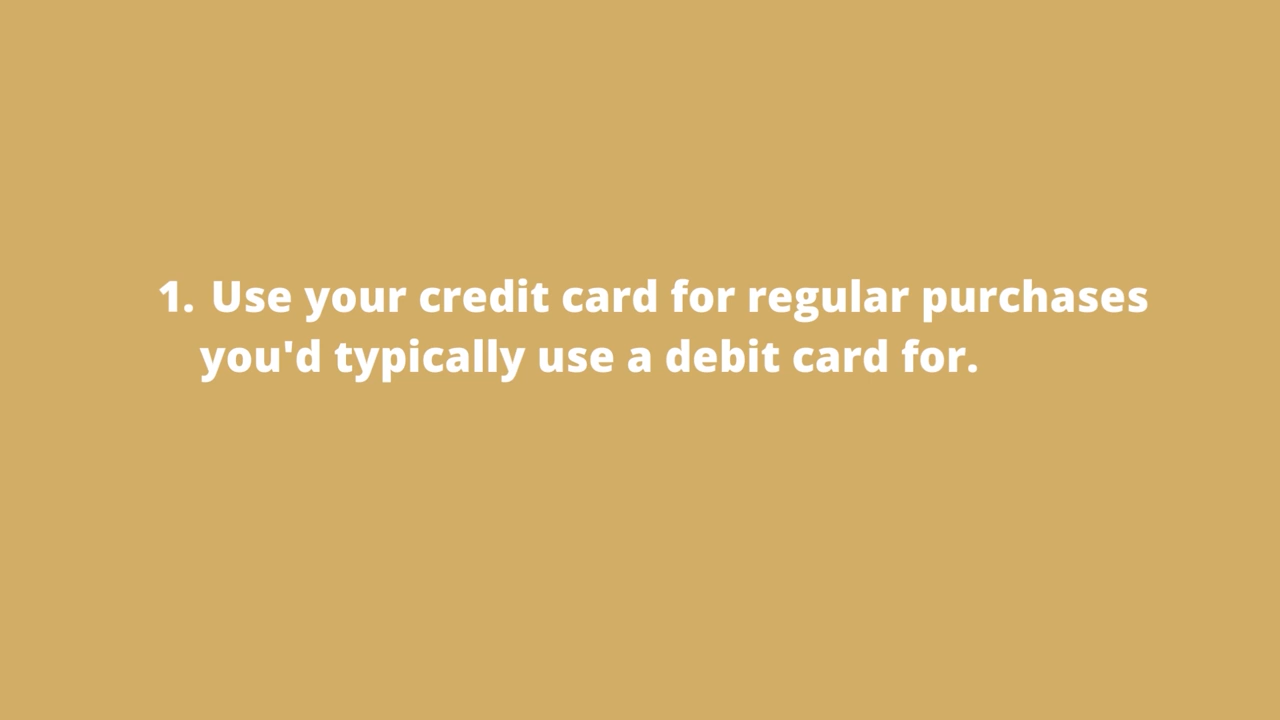 1. Use your credit card for regular purchases
you'd typically use a debit card for.